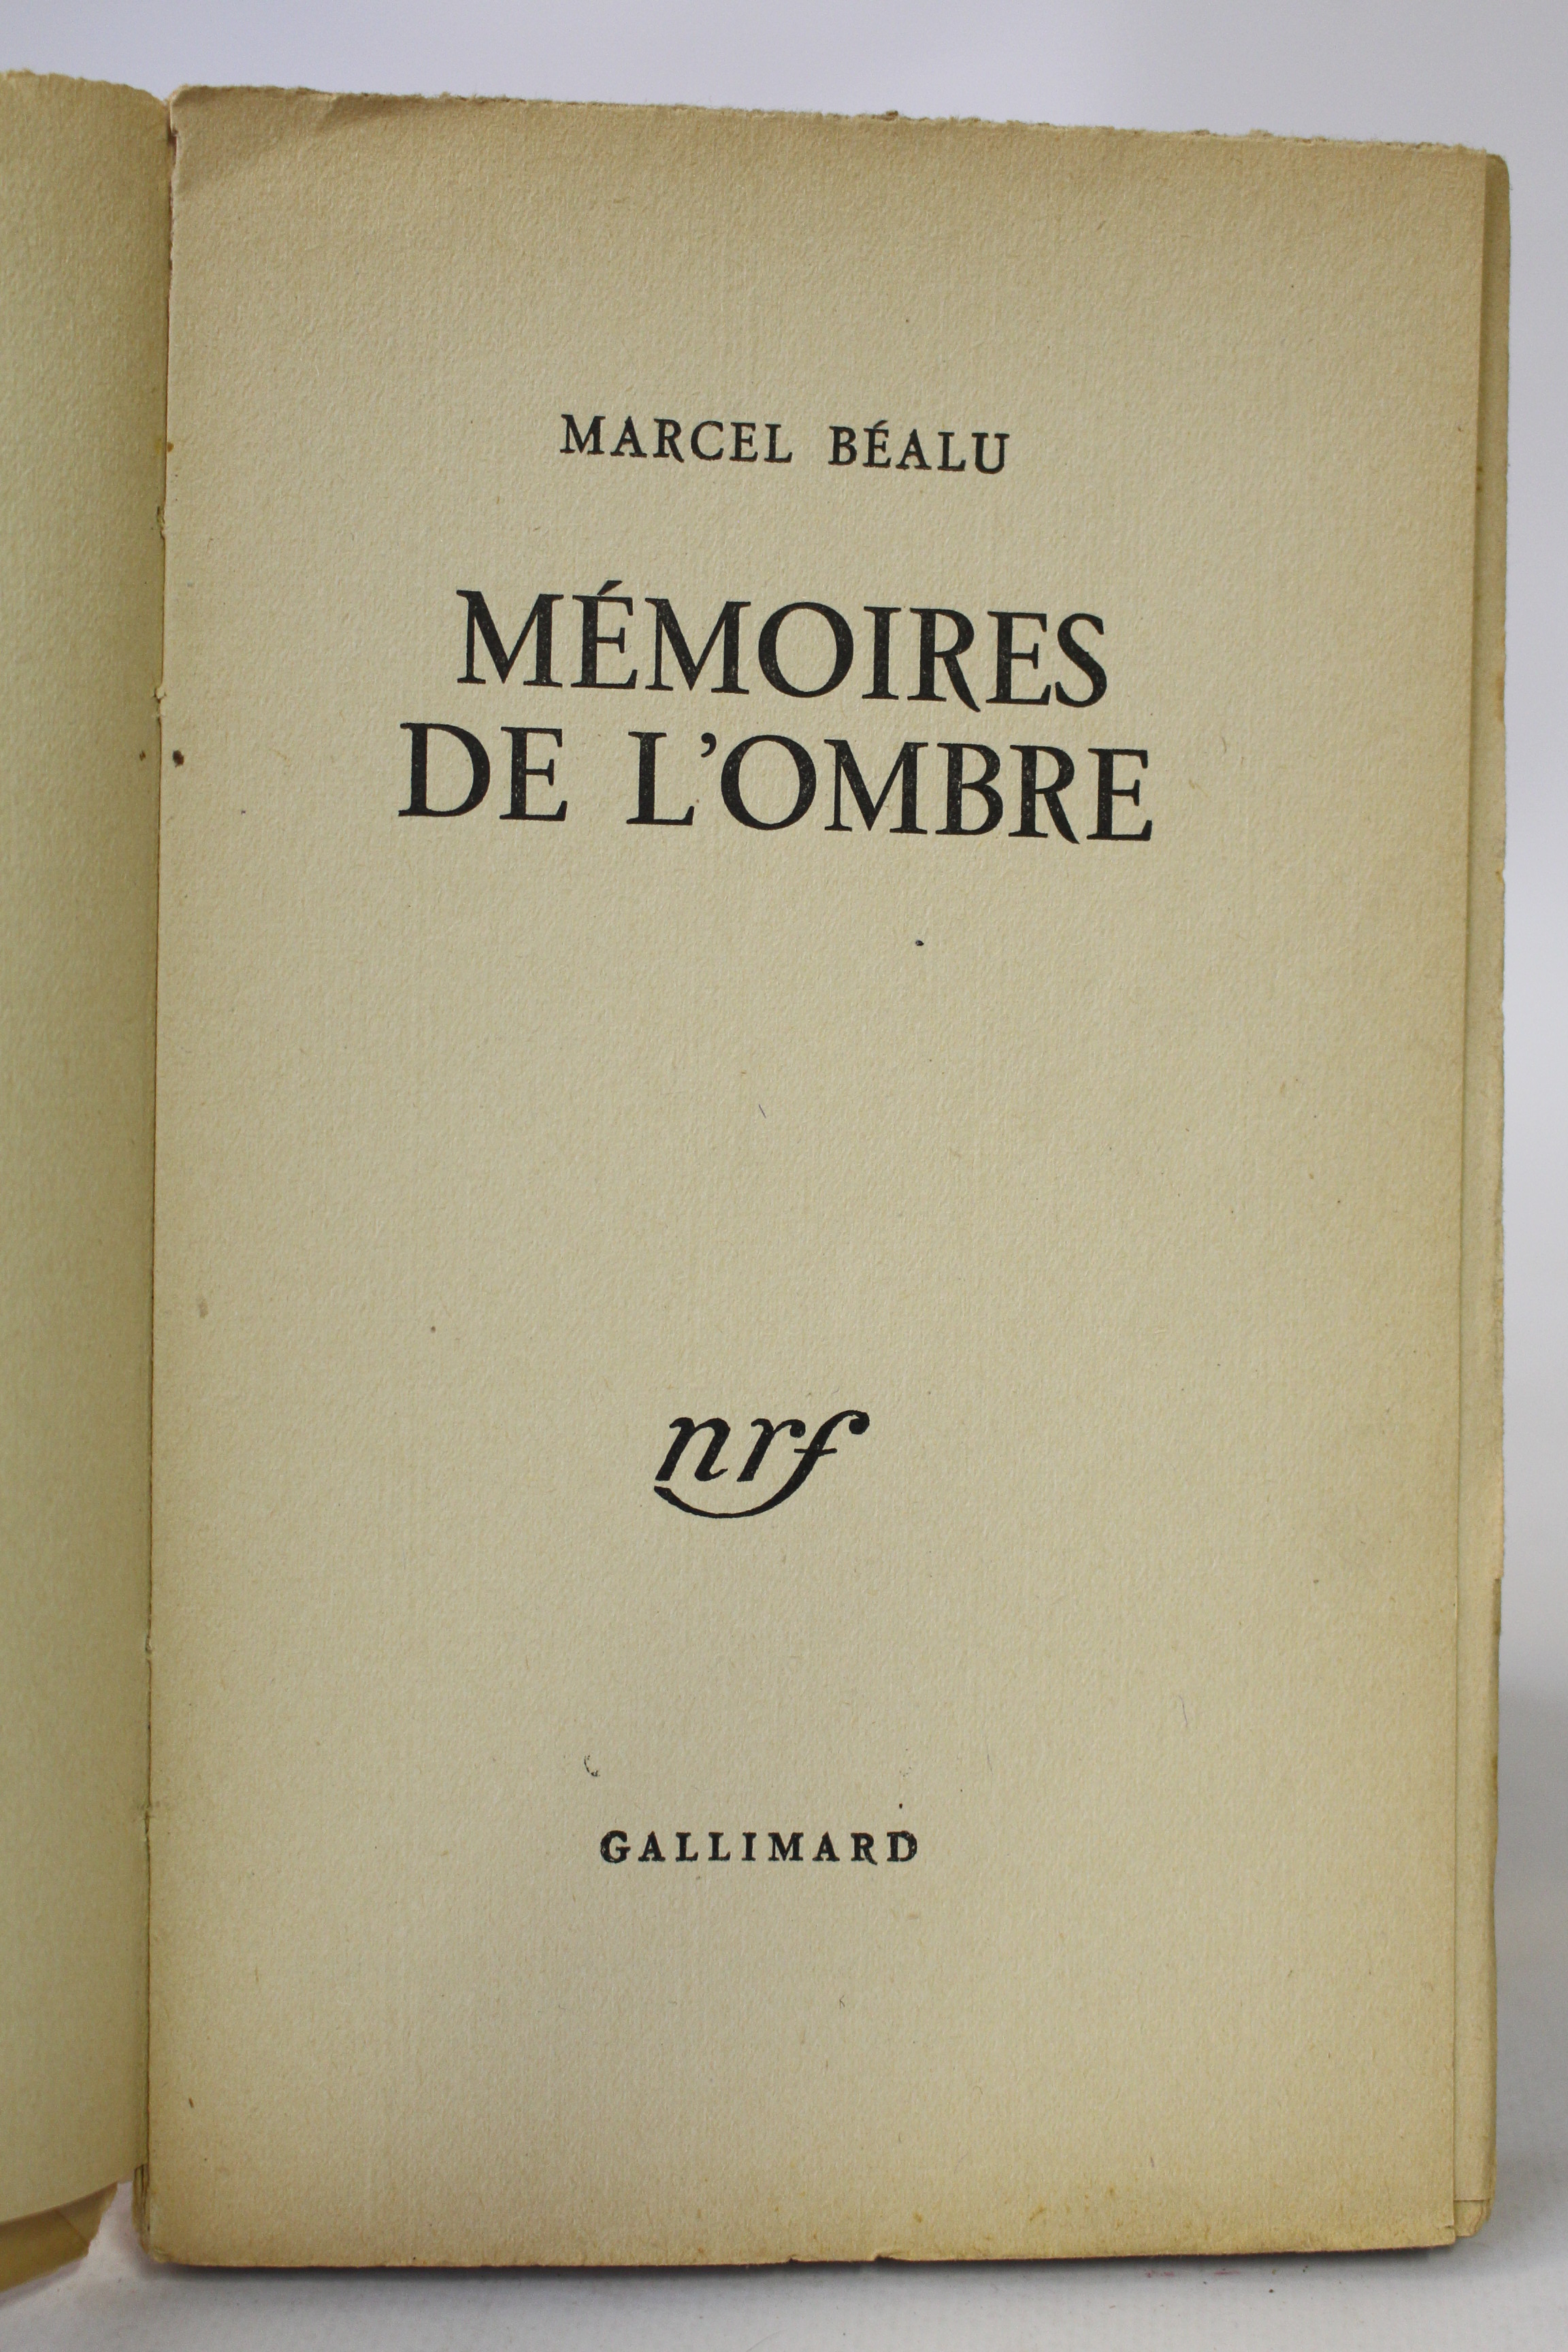 MARCEL BÉALU
MÉMOIRES
DE L'OMBRE
nrf
GALLIMARD